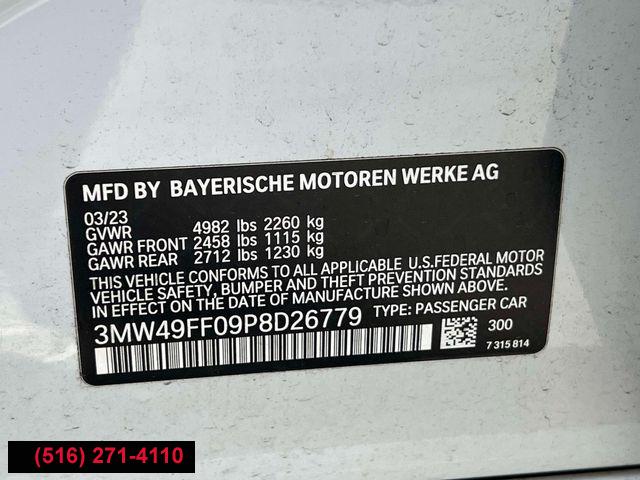 MFD BY BAYERISCHE MOTOREN WERKE AG
03/23
GVWR 4982 lbs 2260 kg
GAWR FRONT 2458 lbs 1115 kg
GAWR REAR 2712 lbs 1230 kg
THIS VEHICLE CONFORMS TO ALL APPLICABLE U.S.FEDERAL MOTOR
VEHICLE SAFETY, BUMPER AND THEFT PREVENTION STANDARDS
IN EFFECT ON THE DATE OF MANUFACTURE SHOWN ABOVE.
3MW49FF09P8D26779 TYPE: PASSENGER CAR
300
7 315 814
(516) 271-4110